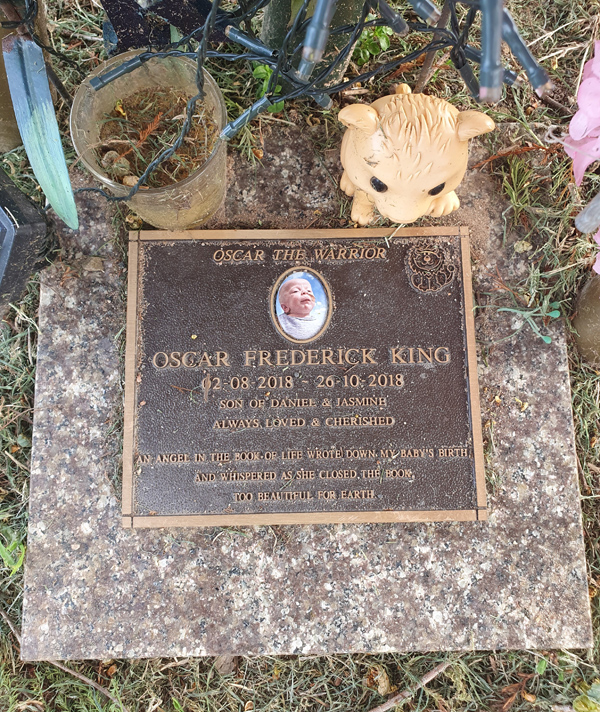 OSCAR THE WARRIOR
OSCAR FREDERICK KING
02-08-2018 ~ 26-10-2018
SON OF DANIEL & JASMINE
ALWAYS LOVED & CHERISHED
AN ANGEL IN THE BOOK OF LIFE WROTE DOWN MY BABY'S BIRTH
AND WHISPERED AS SHE CLOSED THE BOOK,
TOO BEAUTIFUL FOR EARTH.